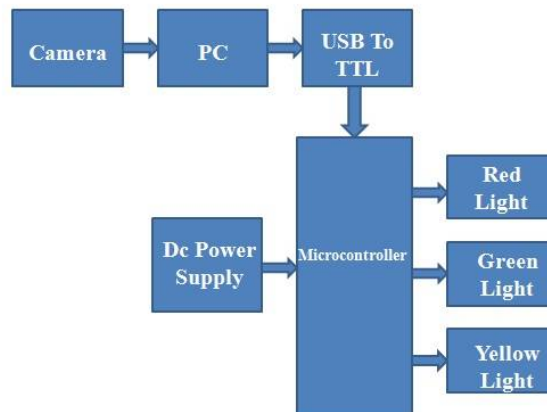 Camera
PC
USB To
TTL
Dc Power
Supply
Microcontroller
Red
Light
Green
Light
Yellow
Light